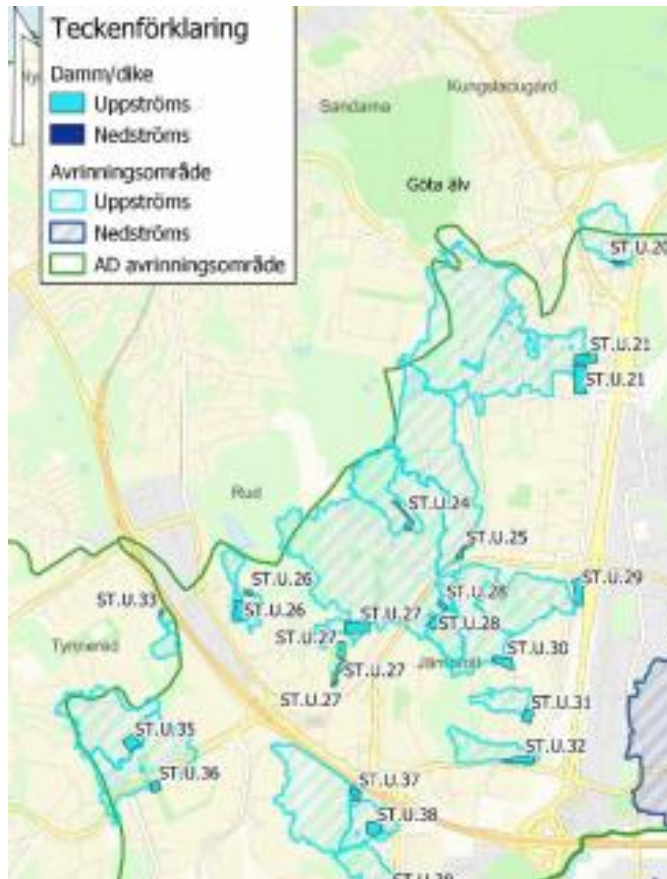 Teckenförklaring
Damm/dike
Uppströms
Nedströms
Avrinningsområde
Uppströms
Nedströms
AD avrinningsområde
Kungsladugård
Sandarna
Göta älv
ST.U.20
ST.U.21
ST.U.21
Rud
ST.U.24
ST.U.25
ST.U.26
ST.U.26
ST.U.28
ST.U.29
ST.U.33
ST.U.27
ST.U.28
ST.U.27
ST.U.30
ST.U.27
ST.U.27
ST.U.31
ST.U.35
ST.U.32
ST.U.36
ST.U.37
ST.U.38